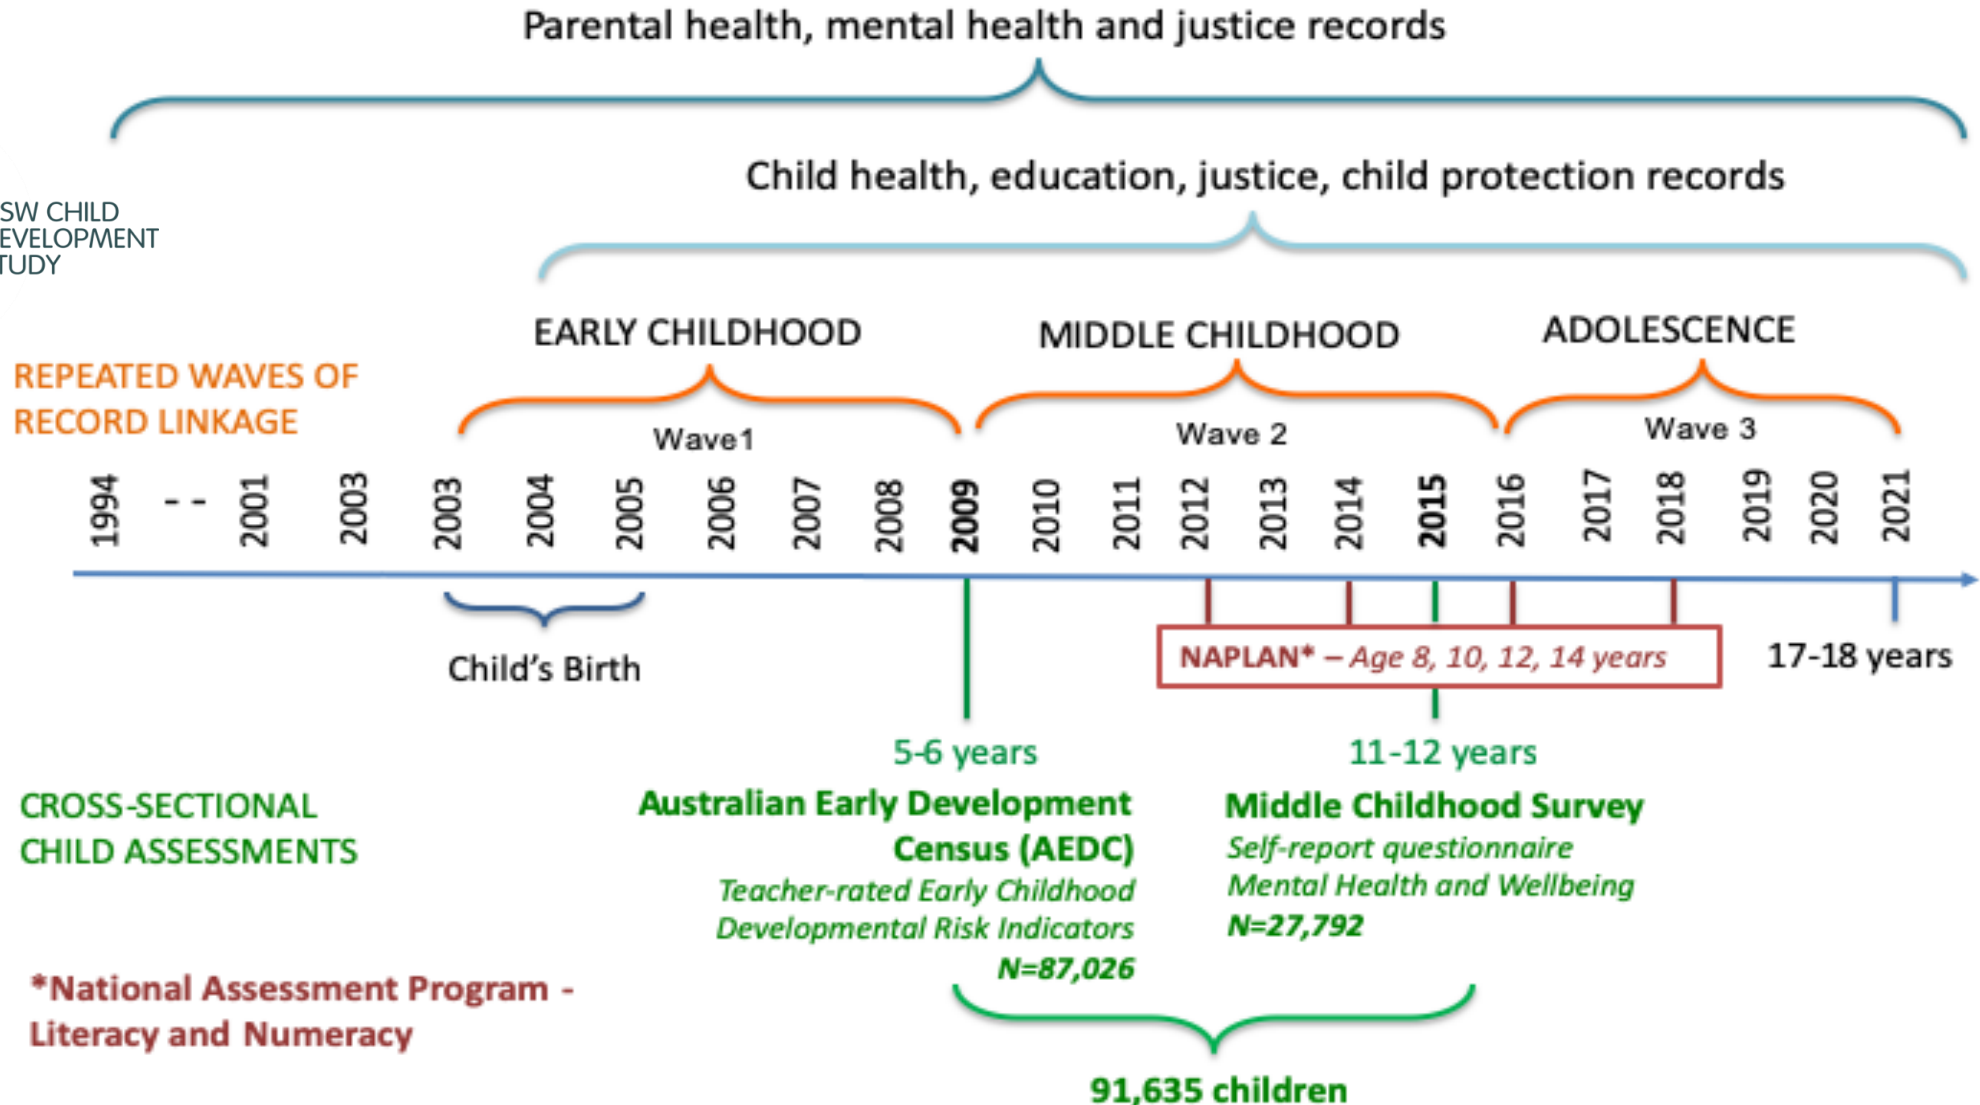 Parental health, mental health and justice records
Child health, education, justice, child protection records
SW CHILD
EVELOPMENT
TUDY
EARLY CHILDHOOD
MIDDLE CHILDHOOD
ADOLESCENCE
REPEATED WAVES OF
RECORD LINKAGE
Wave1
Wave 2
Wave 3
1994 - - 2001 2003 2003 2004 2005 2006 2007 2008 2009 2010 2011 2012 2013 2014 2015 2016 2017 2018 2019 2020 2021
Child’s Birth
NAPLAN* – Age 8, 10, 12, 14 years
17-18 years
5-6 years
11-12 years
CROSS-SECTIONAL
CHILD ASSESSMENTS
Australian Early Development
Census (AEDC)
Teacher-rated Early Childhood
Developmental Risk Indicators
N=87,026
Middle Childhood Survey
Self-report questionnaire
Mental Health and Wellbeing
N=27,792
*National Assessment Program -
Literacy and Numeracy
91,635 children